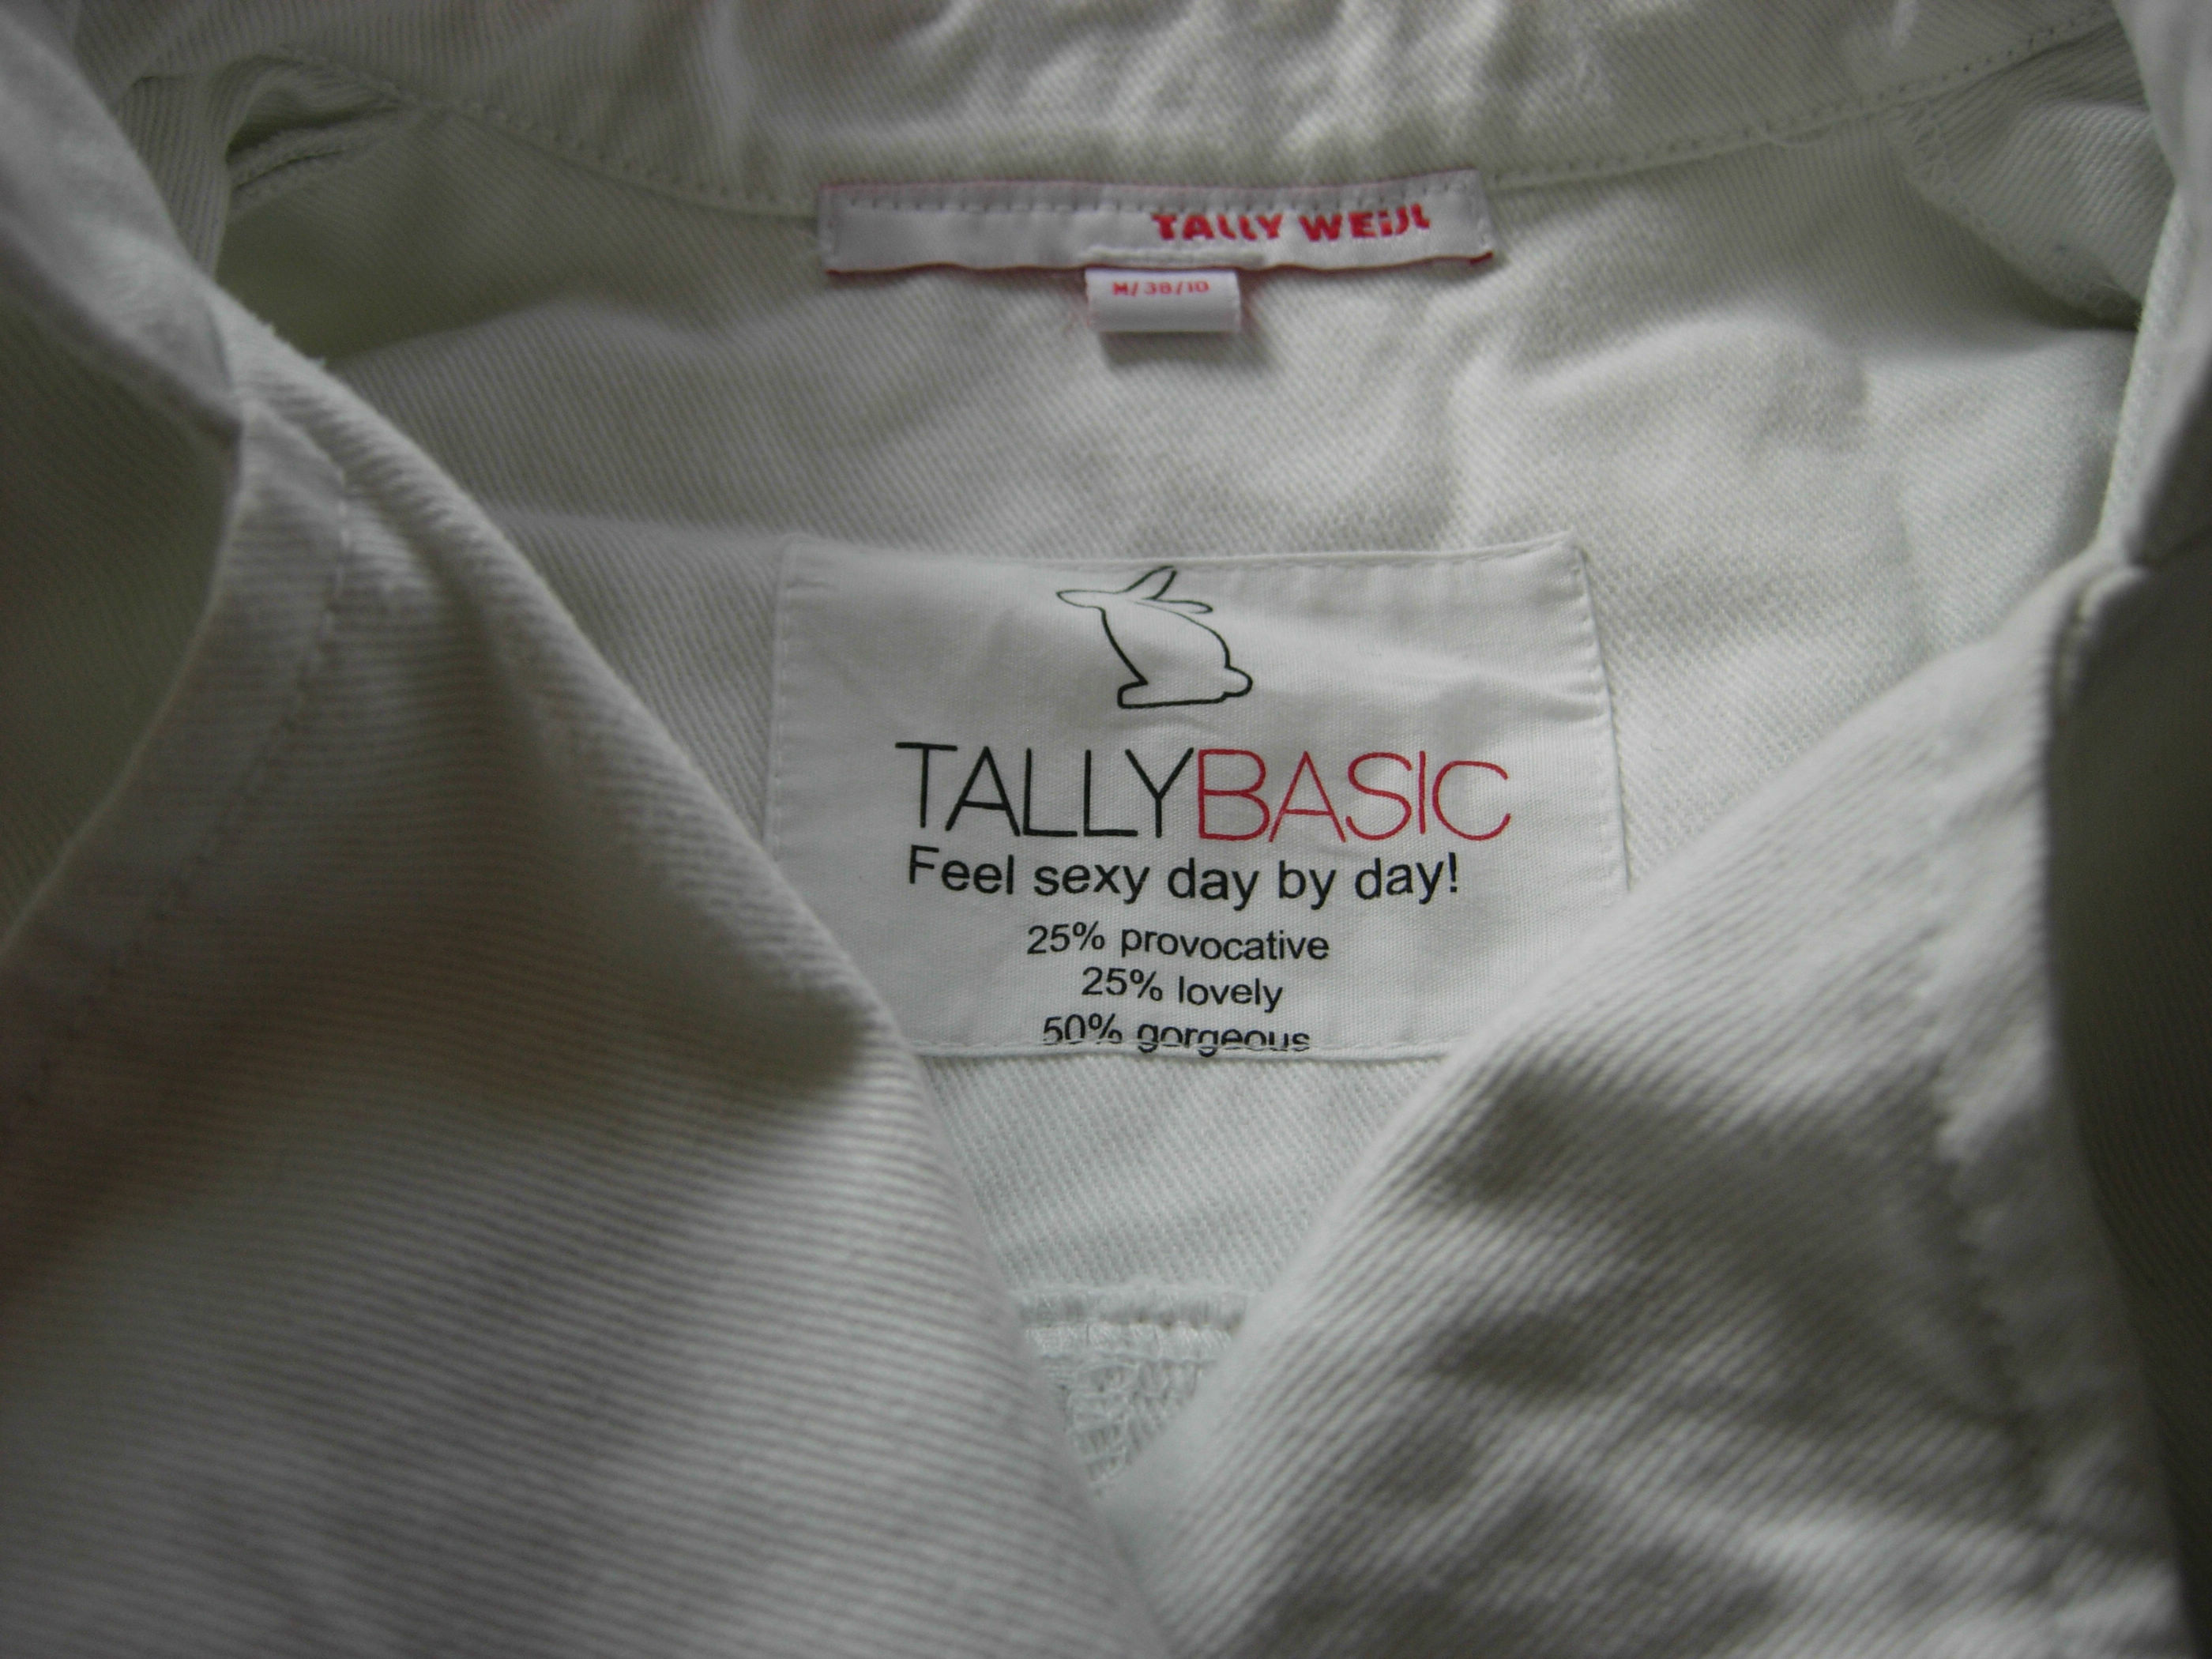 TALLY WEiJL
M/38/10
TALLYBASIC
Feel sexy day by day!
25% provocative
25% lovely
50% gorgeous